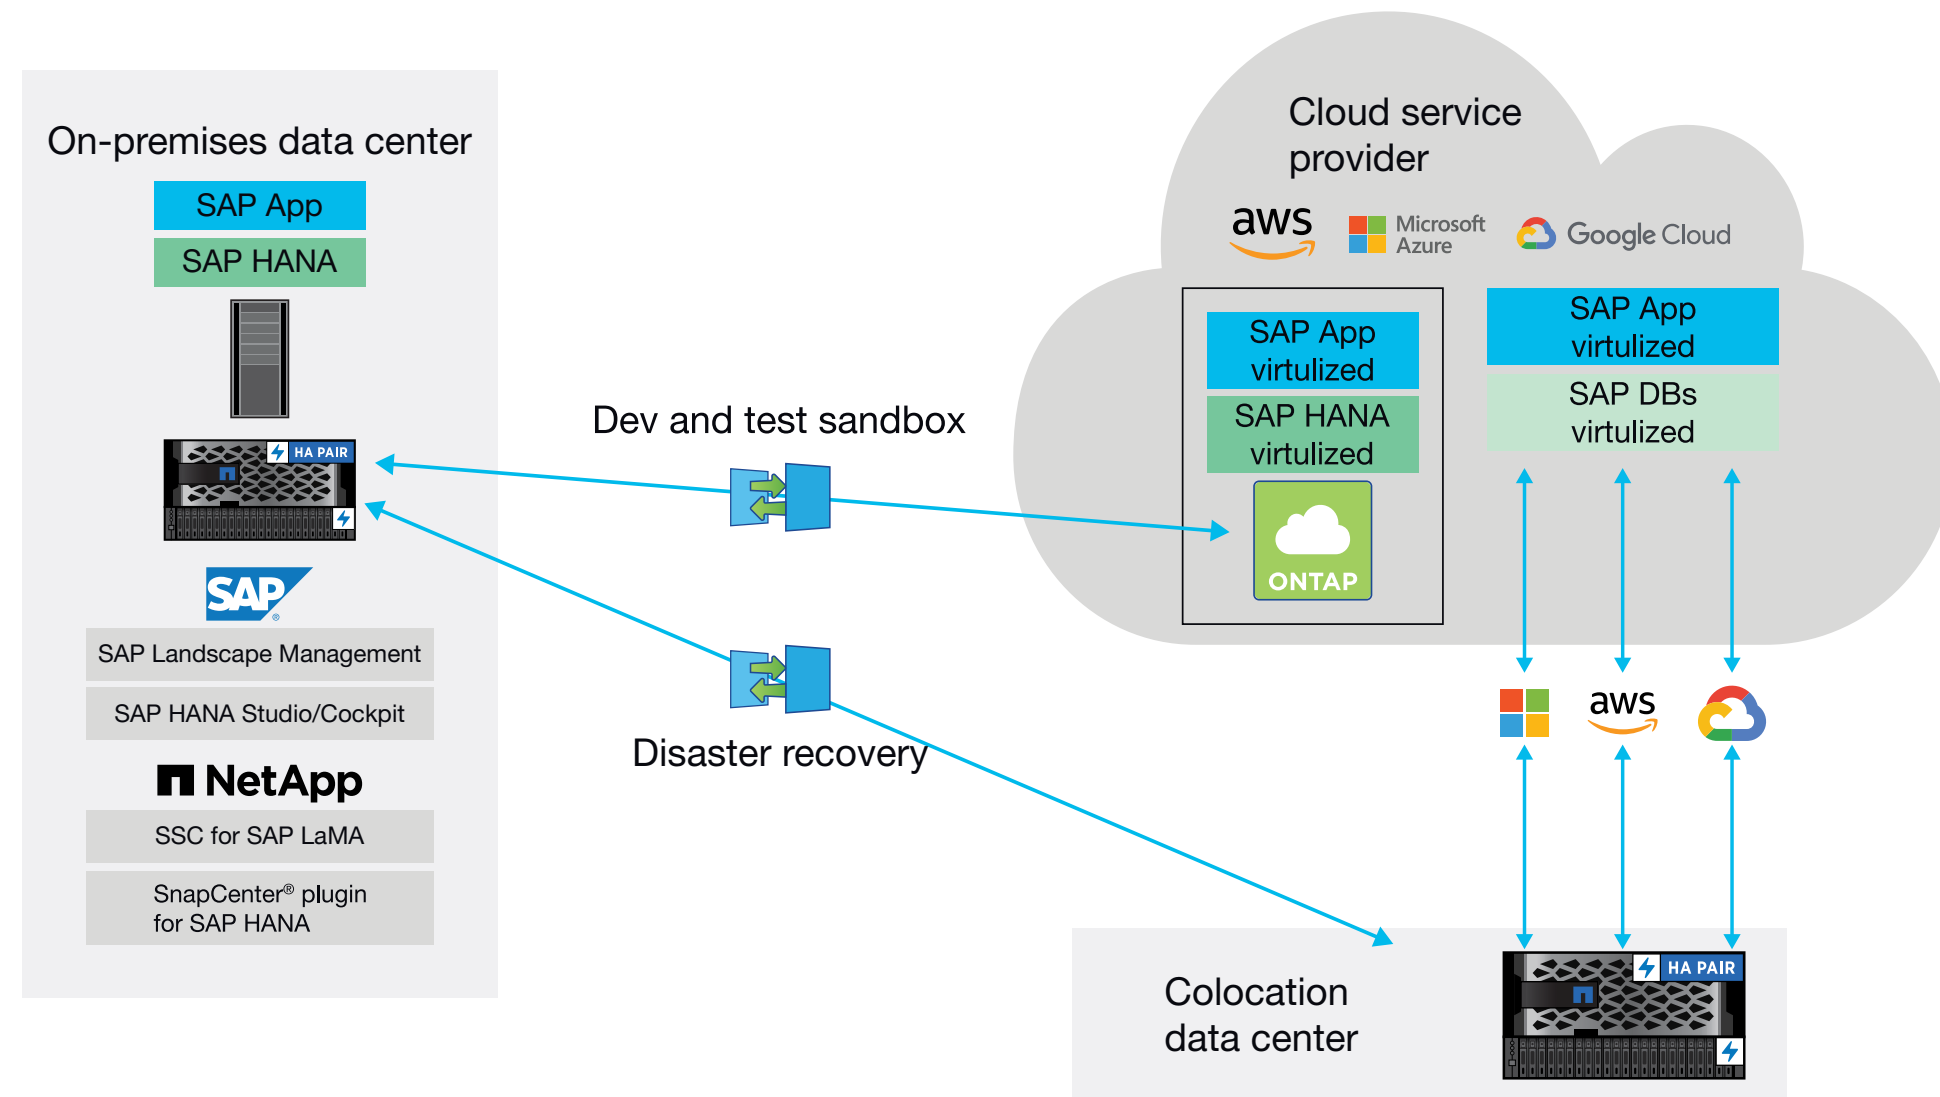 On-premises data center
SAP App
SAP HANA
HA PAIR
SAP
®
SAP Landscape Management
SAP HANA Studio/Cockpit
NetApp
SSC for SAP LaMA
SnapCenter® plugin
for SAP HANA
Dev and test sandbox
Disaster recovery
Cloud service
provider
aws
Microsoft
Azure
Google Cloud
SAP App
virtulized
SAP HANA
virtulized
ONTAP
SAP App
virtulized
SAP DBs
virtulized
aws
Colocation
data center
HA PAIR